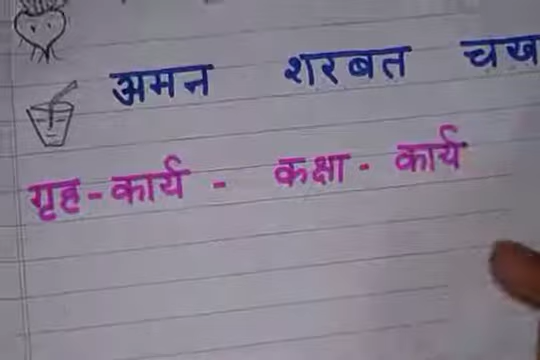 अमन शरबत चख
गृह-कार्य - कक्षा - कार्य